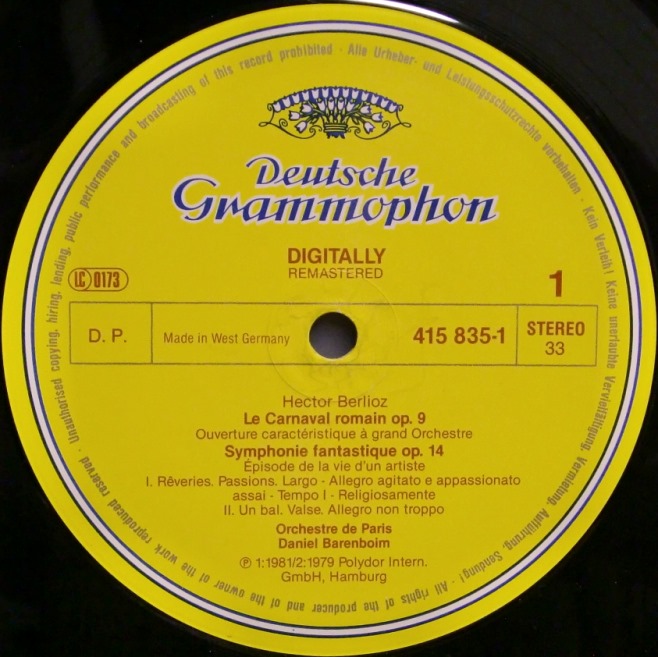 Deutsche
Grammophon
DIGITALLY
REMASTERED
LC 0173
1
D. P.
Made in West Germany
415 835-1
STEREO
33
Hector Berlioz
Le Carnaval romain op. 9
Ouverture caractéristique à grand Orchestre
Symphonie fantastique op. 14
Épisode de la vie d'un artiste
I. Rêveries. Passions. Largo - Allegro agitato e appassionato
assai - Tempo I - Religiosamente
II. Un bal. Valse. Allegro non troppo
Orchestre de Paris
Daniel Barenboim
℗ 1:1981/2:1979 Polydor Intern.
GmbH, Hamburg
Alle Urheber- und Leistungsschutzrechte vorbehalten · Kein Verleih! Keine unerlaubte Vervielfältigung, Vermietung, Aufführung, Sendung! · All rights of the producer and of the owner of the work reproduced reserved · Unauthorised copying, hiring, lending, public performance and broadcasting of this record prohibited ·